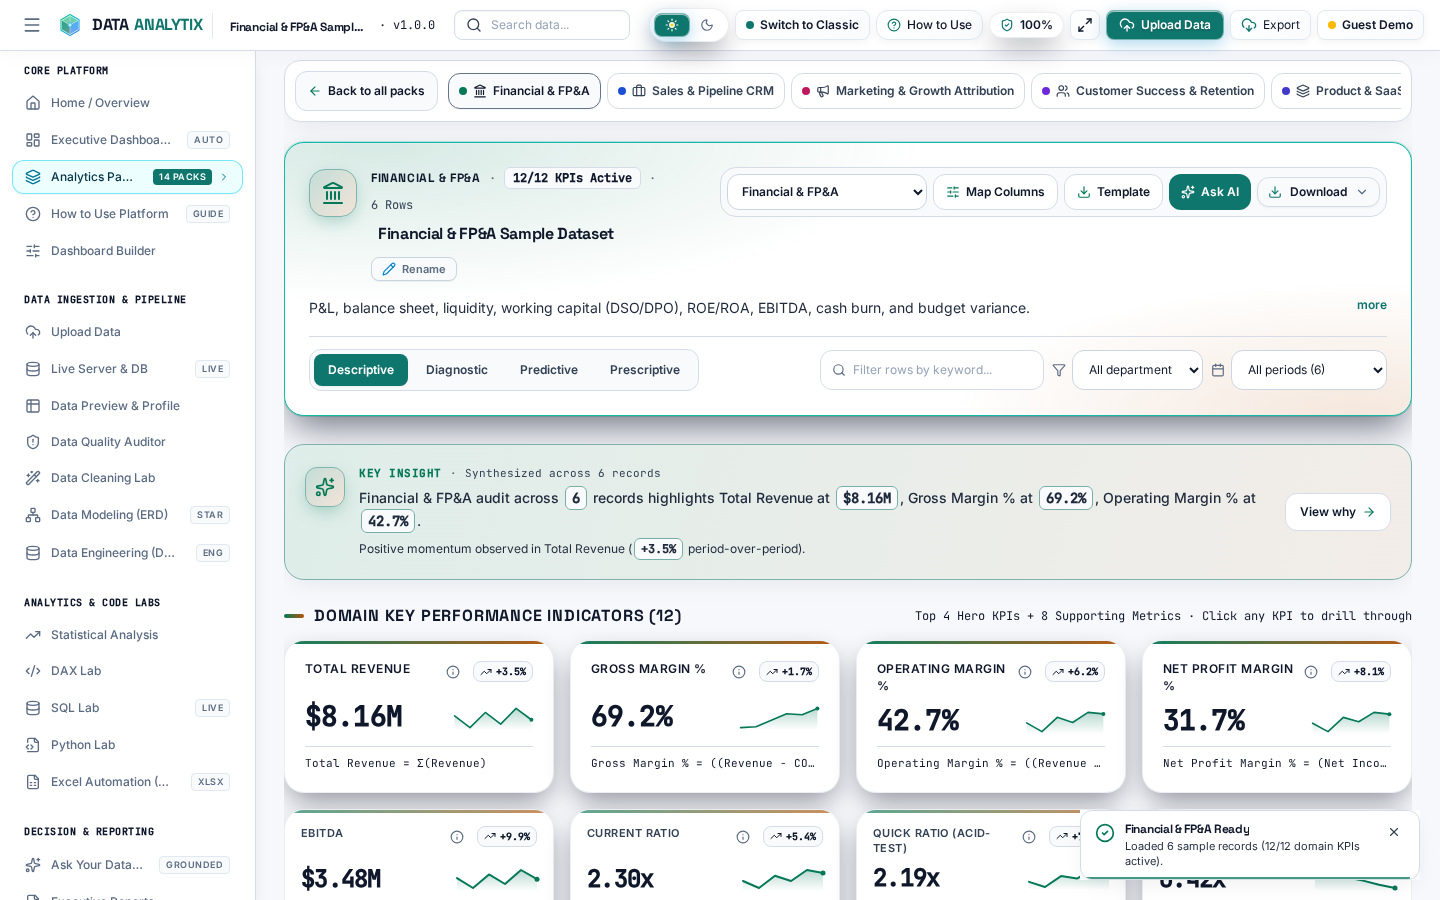 DATA ANALYTIX
Financial & FP&A Sampl...
· v1.0.0
Search data...
Switch to Classic
How to Use
100%
Upload Data
Export
Guest Demo
CORE PLATFORM
Home / Overview
Executive Dashboa... AUTO
Analytics Pa... 14 PACKS
How to Use Platform GUIDE
Dashboard Builder
DATA INGESTION & PIPELINE
Upload Data
Live Server & DB LIVE
Data Preview & Profile
Data Quality Auditor
Data Cleaning Lab
Data Modeling (ERD) STAR
Data Engineering (D... ENG
ANALYTICS & CODE LABS
Statistical Analysis
DAX Lab
SQL Lab LIVE
Python Lab
Excel Automation (... XLSX
DECISION & REPORTING
Ask Your Data... GROUNDED
Back to all packs
Financial & FP&A
Sales & Pipeline CRM
Marketing & Growth Attribution
Customer Success & Retention
Product & SaaS
FINANCIAL & FP&A · 12/12 KPIs Active ·
6 Rows
Financial & FP&A Sample Dataset
Rename
Financial & FP&A
Map Columns
Template
Ask AI
Download
P&L, balance sheet, liquidity, working capital (DSO/DPO), ROE/ROA, EBITDA, cash burn, and budget variance.
more
Descriptive
Diagnostic
Predictive
Prescriptive
Filter rows by keyword...
All department
All periods (6)
KEY INSIGHT · Synthesized across 6 records
Financial & FP&A audit across 6 records highlights Total Revenue at $8.16M, Gross Margin % at 69.2%, Operating Margin % at
42.7%.
Positive momentum observed in Total Revenue (+3.5% period-over-period).
View why
DOMAIN KEY PERFORMANCE INDICATORS (12)
Top 4 Hero KPIs + 8 Supporting Metrics · Click any KPI to drill through
TOTAL REVENUE
+3.5%
$8.16M
Total Revenue = Σ(Revenue)
GROSS MARGIN %
+1.7%
69.2%
Gross Margin % = ((Revenue - CO...
OPERATING MARGIN
%
+6.2%
42.7%
Operating Margin % = ((Revenue ...
NET PROFIT MARGIN
%
+8.1%
31.7%
Net Profit Margin % = (Net Inco...
EBITDA
+9.9%
$3.48M
CURRENT RATIO
+5.4%
2.30x
QUICK RATIO (ACID-
TEST)
2.19x
Financial & FP&A Ready
Loaded 6 sample records (12/12 domain KPIs
active).